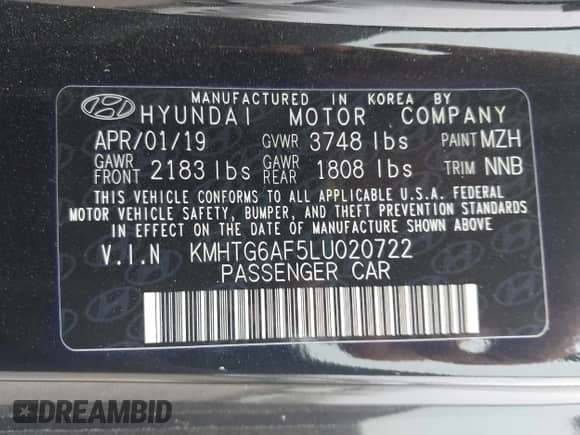 MANUFACTURED IN KOREA BY
HYUNDAI MOTOR COMPANY
APR/01/19 GVWR 3748 lbs PAINT MZH
GAWR FRONT 2183 lbs GAWR REAR 1808 lbs TRIM NNB
THIS VEHICLE CONFORMS TO ALL APPLICABLE U.S.A. FEDERAL
MOTOR VEHICLE SAFETY, BUMPER, AND THEFT PREVENTION STANDARDS
IN EFFECT ON THE DATE OF MANUFACTURE SHOWN ABOVE.
V.I.N KMHTG6AF5LU020722
PASSENGER CAR
DREAMBID